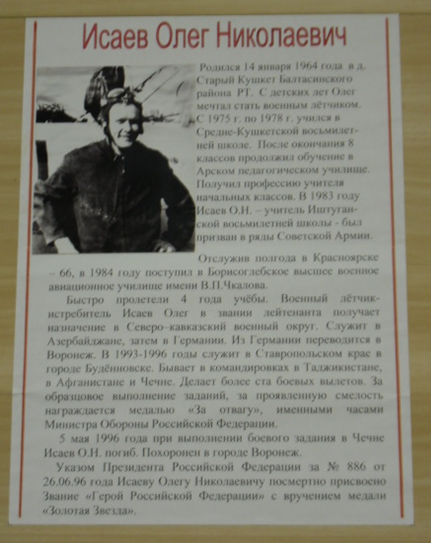 Исаев Олег Николаевич
Родился 14 января 1964 года в д.
Старый Кушкет Балтасинского
района РТ. С детских лет Олег
мечтал стать военным лётчиком.
С 1975 г. по 1978 г. учился в
Средне-Кушкетской восьмилет-
ней школе. После окончания 8
классов продолжил обучение в
Арском педагогическом училище.
Получил профессию учителя
начальных классов. В 1983 году
Исаев О.Н. – учитель Иштуган-
ской восьмилетней школы - был
призван в ряды Советской Армии.
Отслужив полгода в Красноярске
– 66, в 1984 году поступил в Борисоглебское высшее военное
авиационное училище имени В.П.Чкалова.
Быстро пролетели 4 года учёбы. Военный лётчик-
истребитель Исаев Олег в звании лейтенанта получает
назначение в Северо-кавказский военный округ. Служит в
Азербайджане, затем в Германии. Из Германии переводится в
Воронеж. В 1993-1996 годы служит в Ставропольском крае в
городе Будённовске. Бывает в командировках в Таджикистане,
в Афганистане и Чечне. Делает более ста боевых вылетов. За
образцовое выполнение заданий, за проявленную смелость
награждается медалью «За отвагу», именными часами
Министра Обороны Российской Федерации.
5 мая 1996 года при выполнении боевого задания в Чечне
Исаев О.Н. погиб. Похоронен в городе Воронеж.
Указом Президента Российской Федерации за № 886 от
26.06.96 года Исаеву Олегу Николаевичу посмертно присвоено
Звание «Герой Российской Федерации» с вручением медали
«Золотая Звезда».